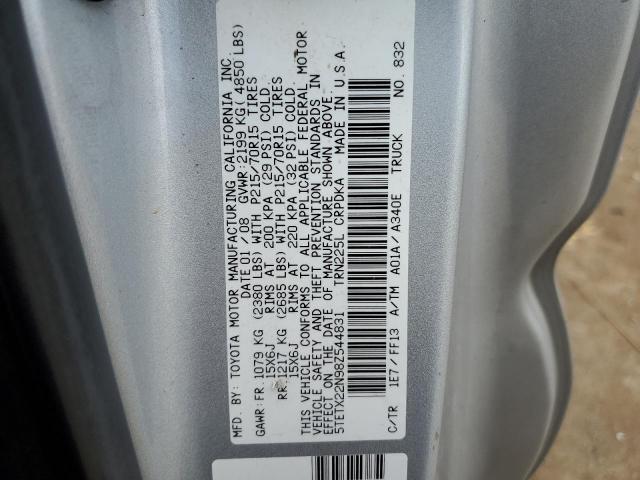 MFD. BY: TOYOTA MOTOR MANUFACTURING CALIFORNIA INC
DATE 01/08 GVWR:2199 KG( 4850 LBS)
GAWR:FR.1079 KG (2380 LBS) WITH P215/70R15 TIRES
15X6J RIMS AT 200 KPA (29 PSI) COLD.
RR.1217 KG (2685 LBS) WITH P215/70R15 TIRES
15X6J RIMS AT 220 KPA (32 PSI) COLD.
THIS VEHICLE CONFORMS TO ALL APPLICABLE FEDERAL MOTOR
VEHICLE SAFETY AND THEFT PREVENTION STANDARDS IN
EFFECT ON THE DATE OF MANUFACTURE SHOWN ABOVE.
5TETX22N98Z544831 TRN225L CRPDKA MADE IN U.S.A.
C/TR 1E7/FF13 A/TM A01A/A340E TRUCK NO. 832